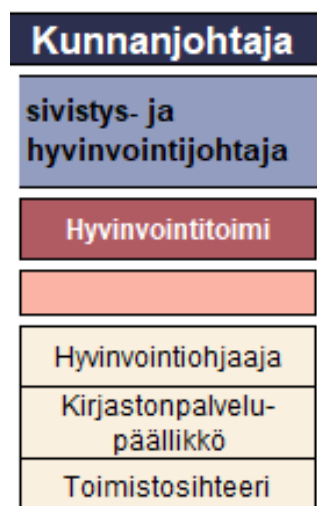 Kunnanjohtaja
sivistys- ja
hyvinvointijohtaja
Hyvinvointitoimi
Hyvinvointiohjaaja
Kirjastonpalvelu-
päällikkö
Toimistosihteeri